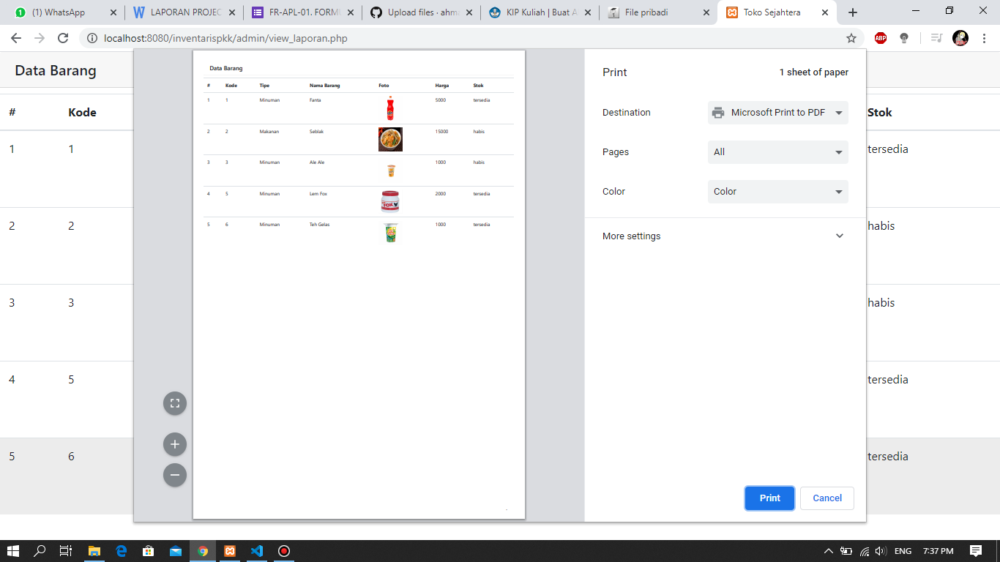 (1) WhatsApp
LAPORAN PROJEC
FR-APL-01. FORMU
Upload files · ahma
KIP Kuliah | Buat A
File pribadi
Toko Sejahtera
localhost:8080/inventarispkk/admin/view_laporan.php
ABP
Data Barang
# Kode Stok
1 1 tersedia
2 2 habis
3 3 habis
4 5 tersedia
5 6 tersedia
Data Barang
# Kode Tipe Nama Barang Foto Harga Stok
1 1 Minuman Fanta 5000 tersedia
2 2 Makanan Seblak 15000 habis
3 3 Minuman Ale Ale 1000 habis
4 5 Minuman Lem Fox 2000 tersedia
FOX
5 6 Minuman Teh Gelas 1000 tersedia
Print 1 sheet of paper
Destination Microsoft Print to PDF
Pages All
Color Color
More settings
Print Cancel
ENG 7:37 PM